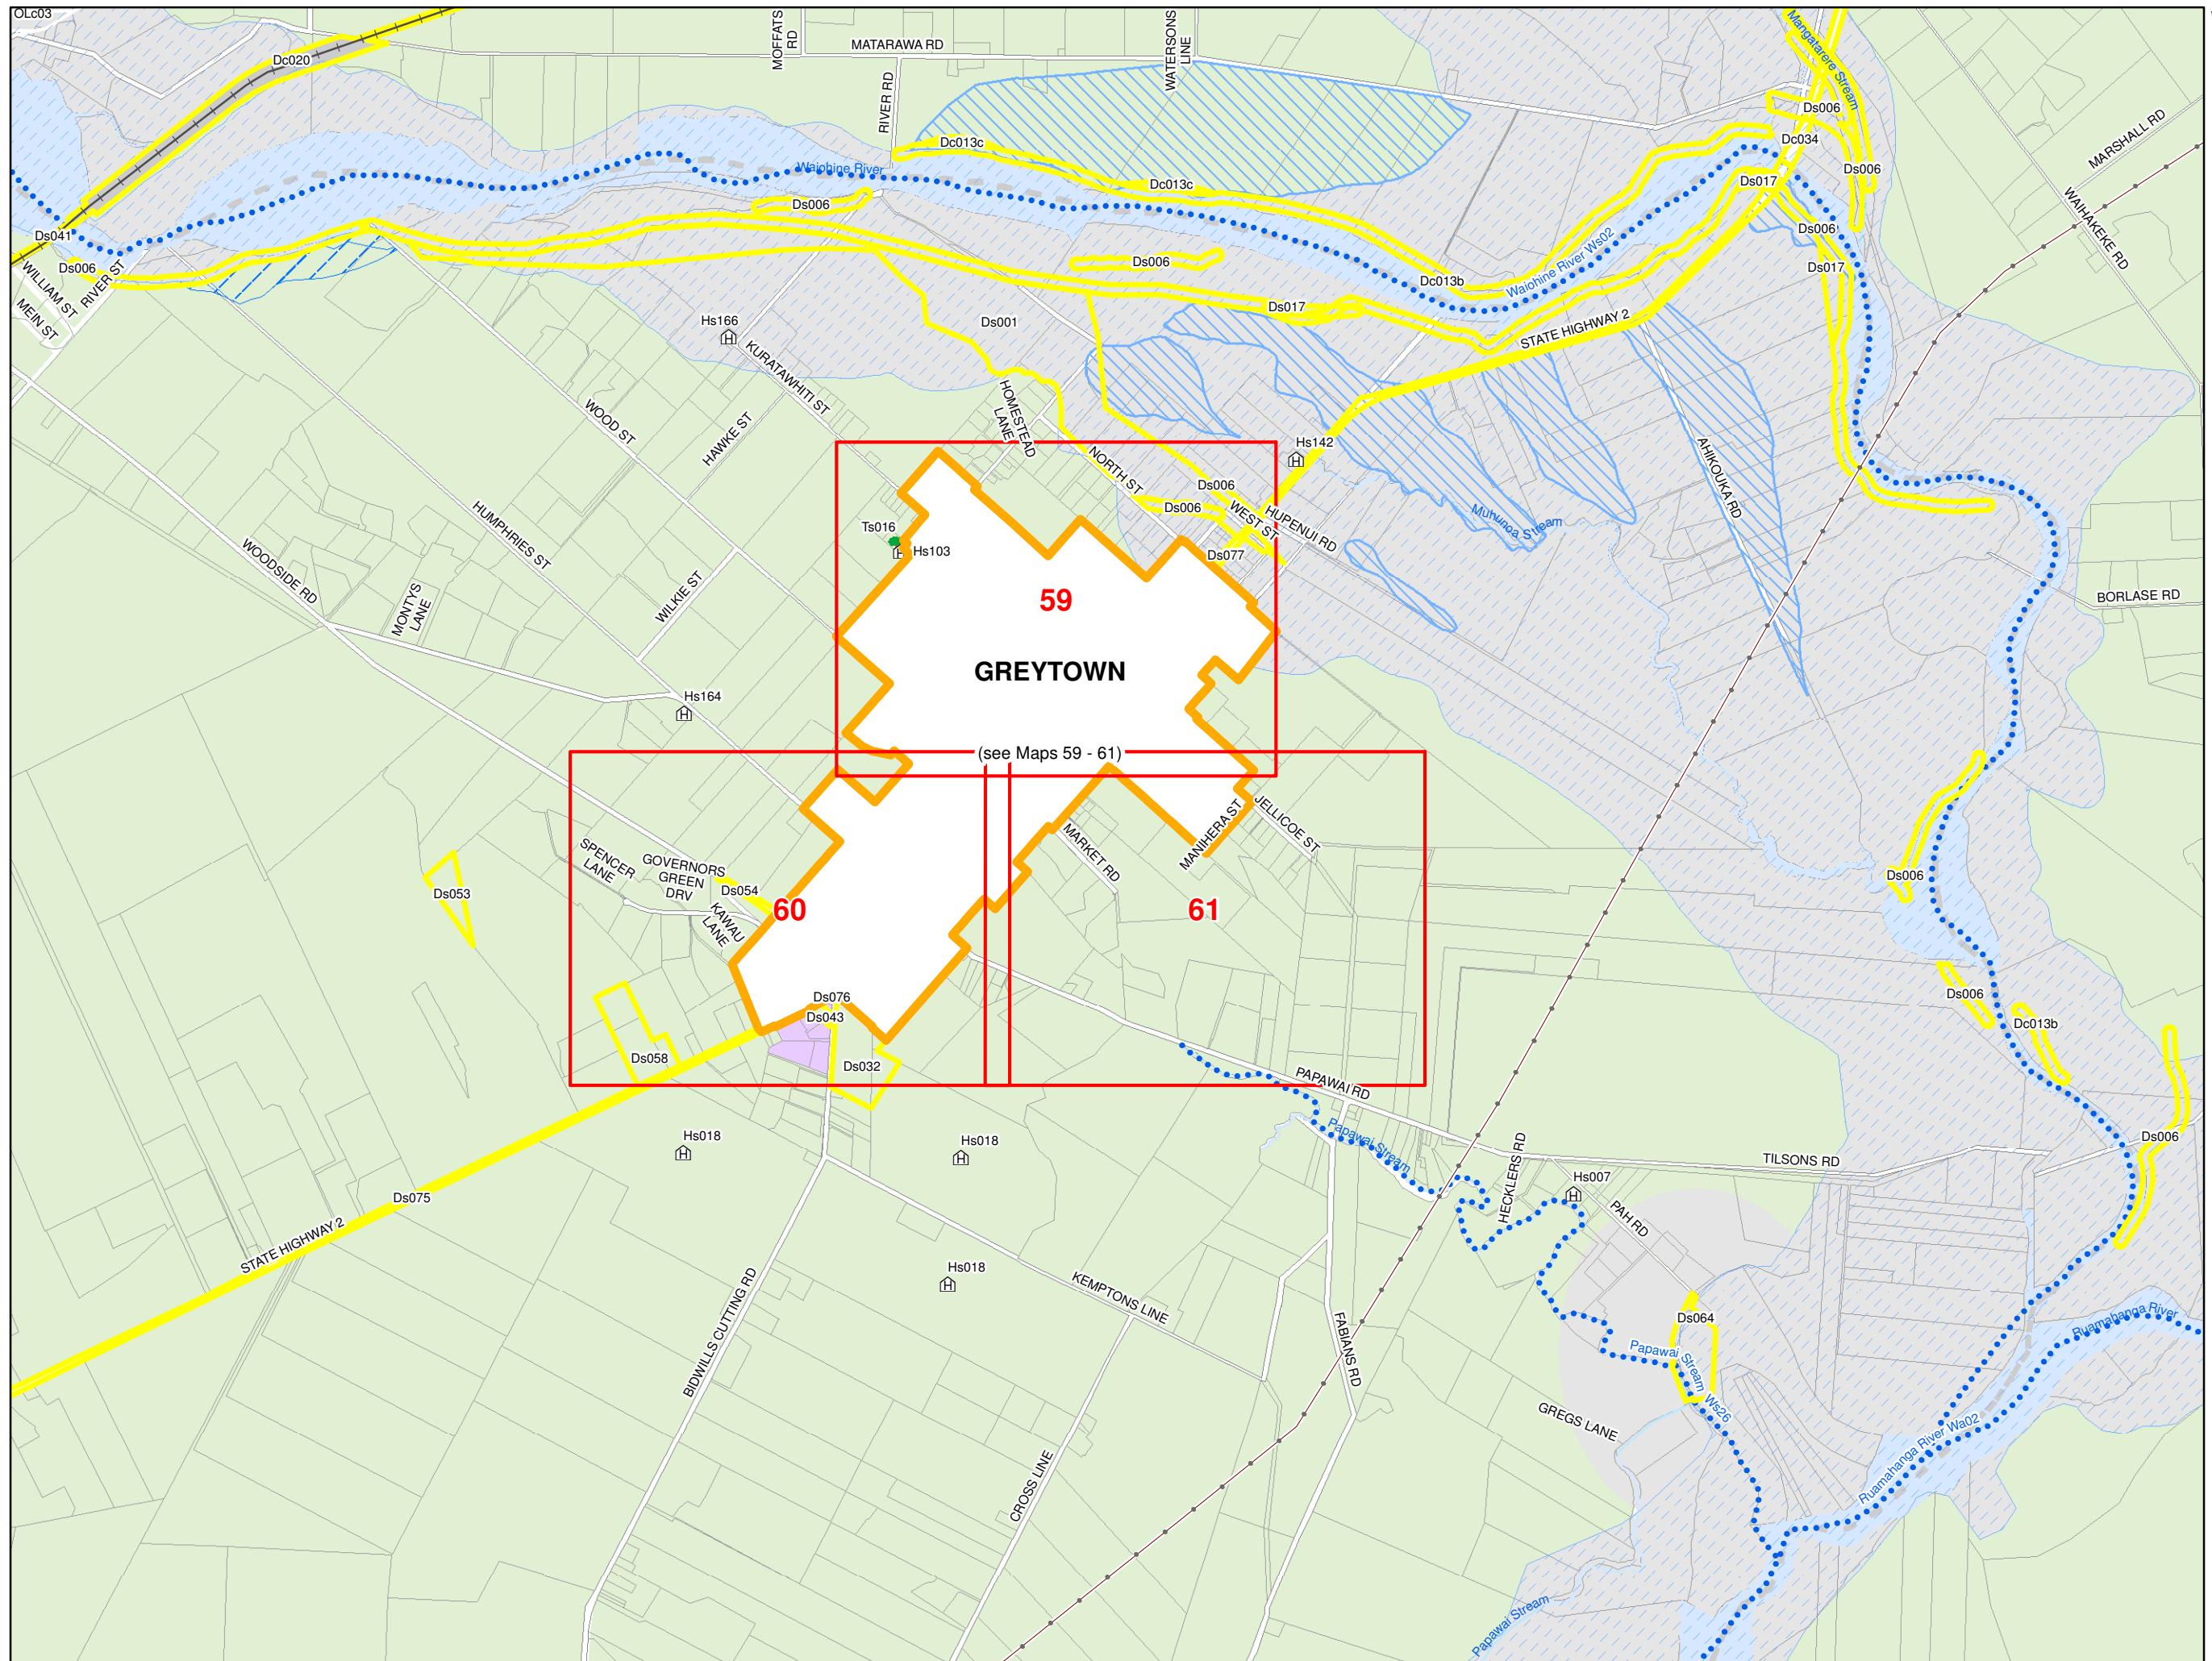 OLc03
Dc020
MOFFATS
RD
MATARAWA RD
WATERSONS
LINE
RIVER RD
Mangatarere Stream
Ds006
Dc034
MARSHALL RD
Dc013c
Waiohine River
Dc013c
Ds017
Ds006
WAIHAKEKE RD
Ds006
Ds041
Ds006
Ds006
Ds006
Ds017
WILLIAM ST
RIVER ST
MEIN ST
Dc013b
Waiohine River Ws02
Ds017
Hs166
Ds001
STATE HIGHWAY 2
KURATAWHITI ST
HOMESTEAD
LANE
WOOD ST
HAWKE ST
Hs142
AHIKOUKA RD
NORTH ST
Ds006
Ds006
WEST ST
HUPENUI RD
Muhunoa Stream
HUMPHRIES ST
Ts016
Hs103
Ds077
WOODSIDE RD
MONTYS
LANE
WILKIE ST
59
BORLASE RD
GREYTOWN
Hs164
(see Maps 59 - 61)
JELLICOE ST
MANIHERA ST
MARKET RD
SPENCER
LANE
GOVERNORS
GREEN
DRV
Ds054
KAWAU
LANE
Ds053
60
61
Ds006
Ds006
Dc013b
Ds076
Ds043
Ds058
Ds032
PAPAWAI RD
Papawai Stream
Hs018
Hs018
HECKLERS RD
TILSONS RD
Ds006
Hs007
PAH RD
Ds075
STATE HIGHWAY 2
Hs018
KEMPTONS LINE
BIDWILLS CUTTING RD
FABIANS RD
Ds064
Ruamahanga River
Papawai Stream Ws26
GREGS LANE
Ruamahanga River Wa02
CROSS LINE
Papawai Stream